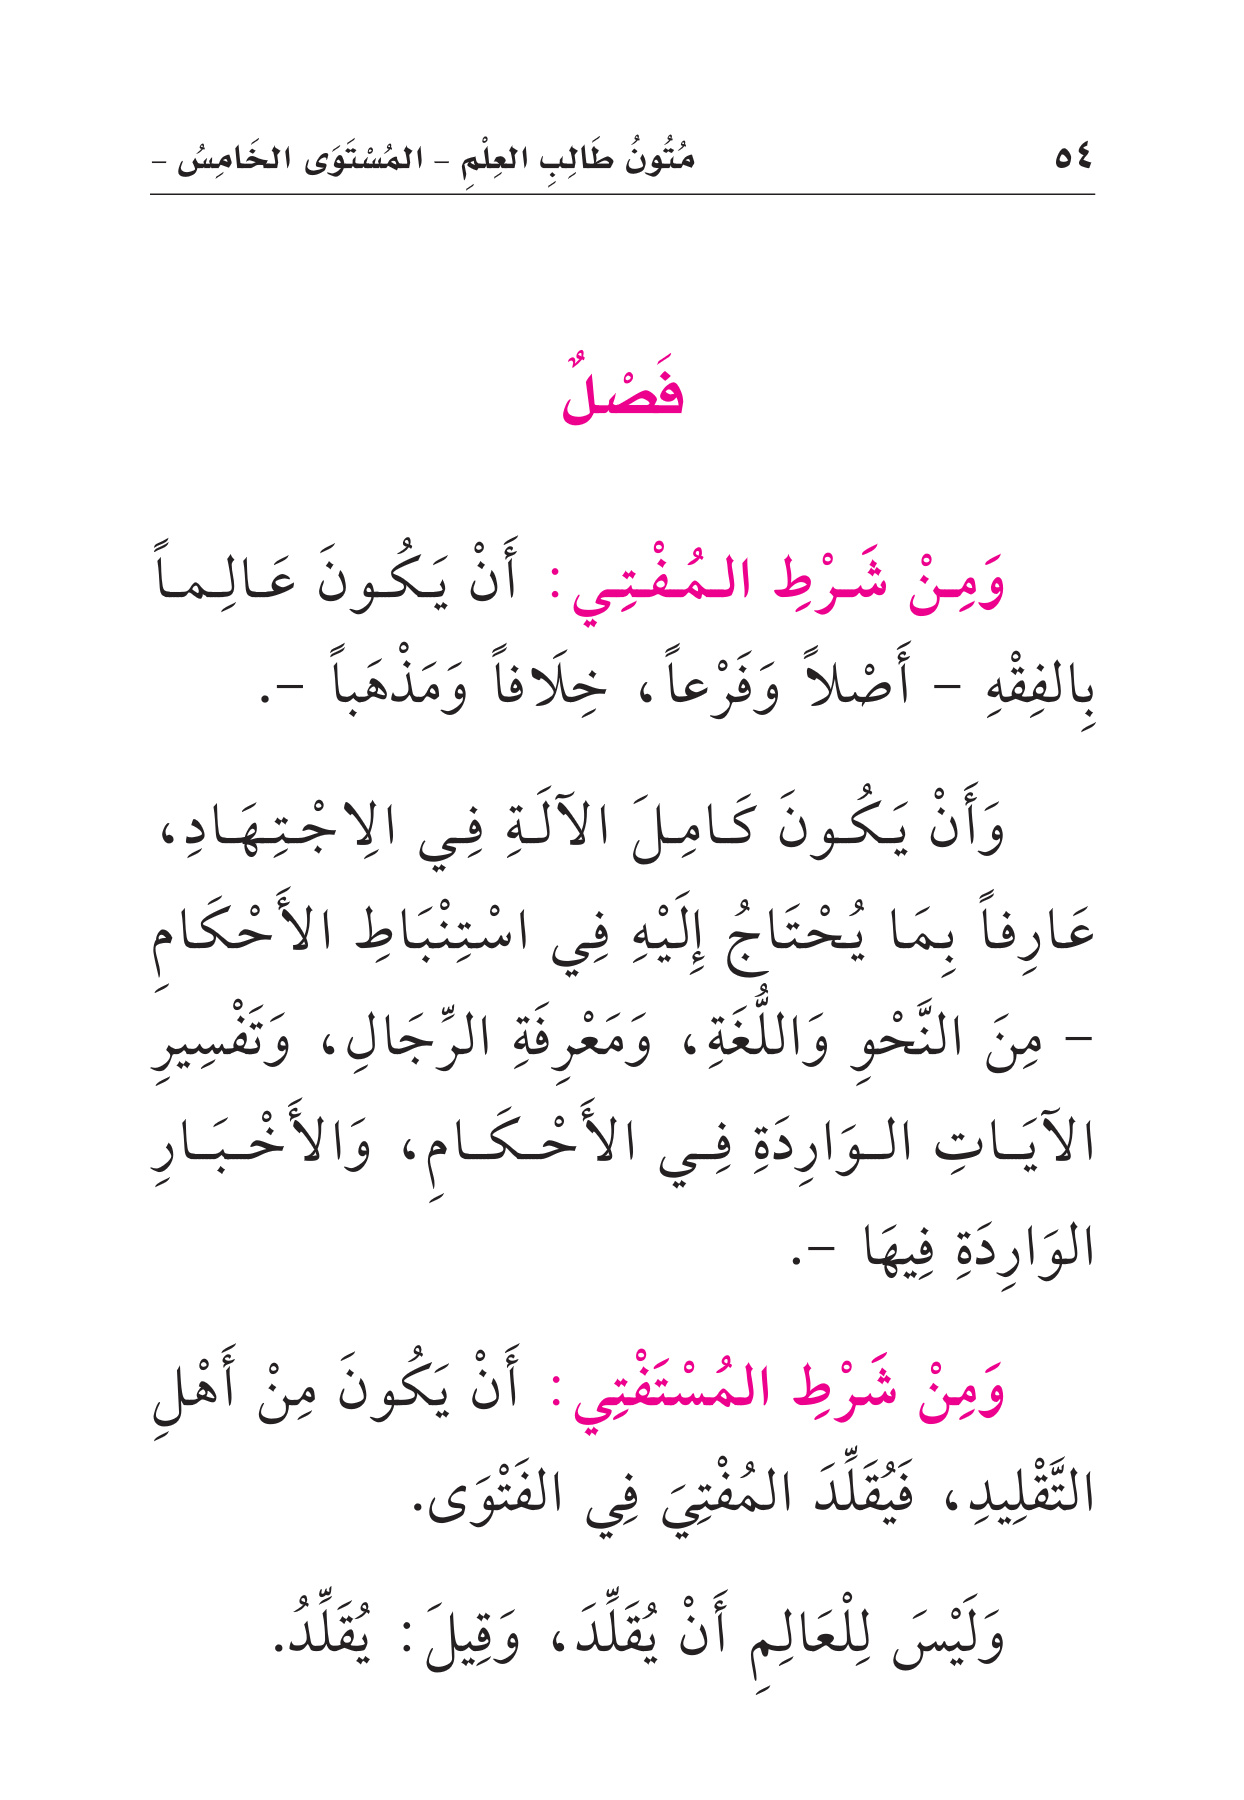 ٥٤
مُتُونُ طَالِبِ العِلْمِ – المُسْتَوَى الخَامِسُ –
فَصْلٌ
وَمِنْ شَرْطِ المُفْتِي: أَنْ يَكُونَ عَالِماً
بِالفِقْهِ – أَصْلاً وَفَرْعاً، خِلَافاً وَمَذْهَباً –.
وَأَنْ يَكُونَ كَامِلَ الآلَةِ فِي الِاجْتِهَادِ،
عَارِفاً بِمَا يُحْتَاجُ إِلَيْهِ فِي اسْتِنْبَاطِ الأَحْكَامِ
– مِنَ النَّحْوِ وَاللُّغَةِ، وَمَعْرِفَةِ الرِّجَالِ، وَتَفْسِيرِ
الآيَاتِ الوَارِدَةِ فِي الأَحْكَامِ، وَالأَخْبَارِ
الوَارِدَةِ فِيهَا –.
وَمِنْ شَرْطِ المُسْتَفْتِي: أَنْ يَكُونَ مِنْ أَهْلِ
التَّقْلِيدِ، فَيُقَلِّدَ المُفْتِيَ فِي الفَتْوَى.
وَلَيْسَ لِلْعَالِمِ أَنْ يُقَلِّدَ، وَقِيلَ: يُقَلِّدُ.